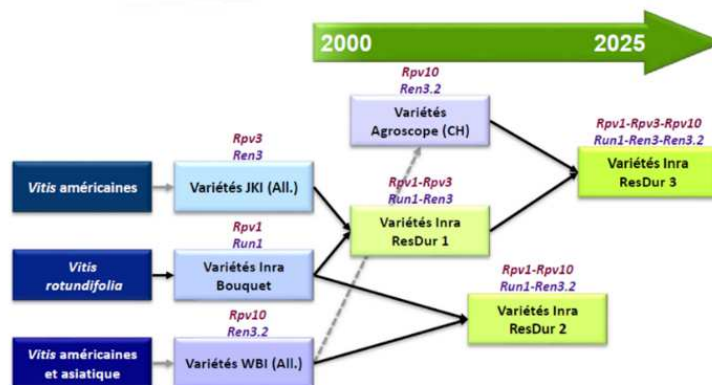 2000
2025
Rpv10
Ren3.2
Variétés
Agroscope (CH)
Rpv1-Rpv3-Rpv10
Run1-Ren3-Ren3.2
Variétés Inra
ResDur 3
Rpv3
Ren3
Vitis américaines
Variétés JKI (All.)
Rpv1-Rpv3
Run1-Ren3
Variétés Inra
ResDur 1
Rpv1
Run1
Vitis
rotundifolia
Variétés Inra
Bouquet
Rpv1-Rpv10
Run1-Ren3.2
Variétés Inra
ResDur 2
Rpv10
Ren3.2
Vitis américaines
et asiatique
Variétés WBI (All.)